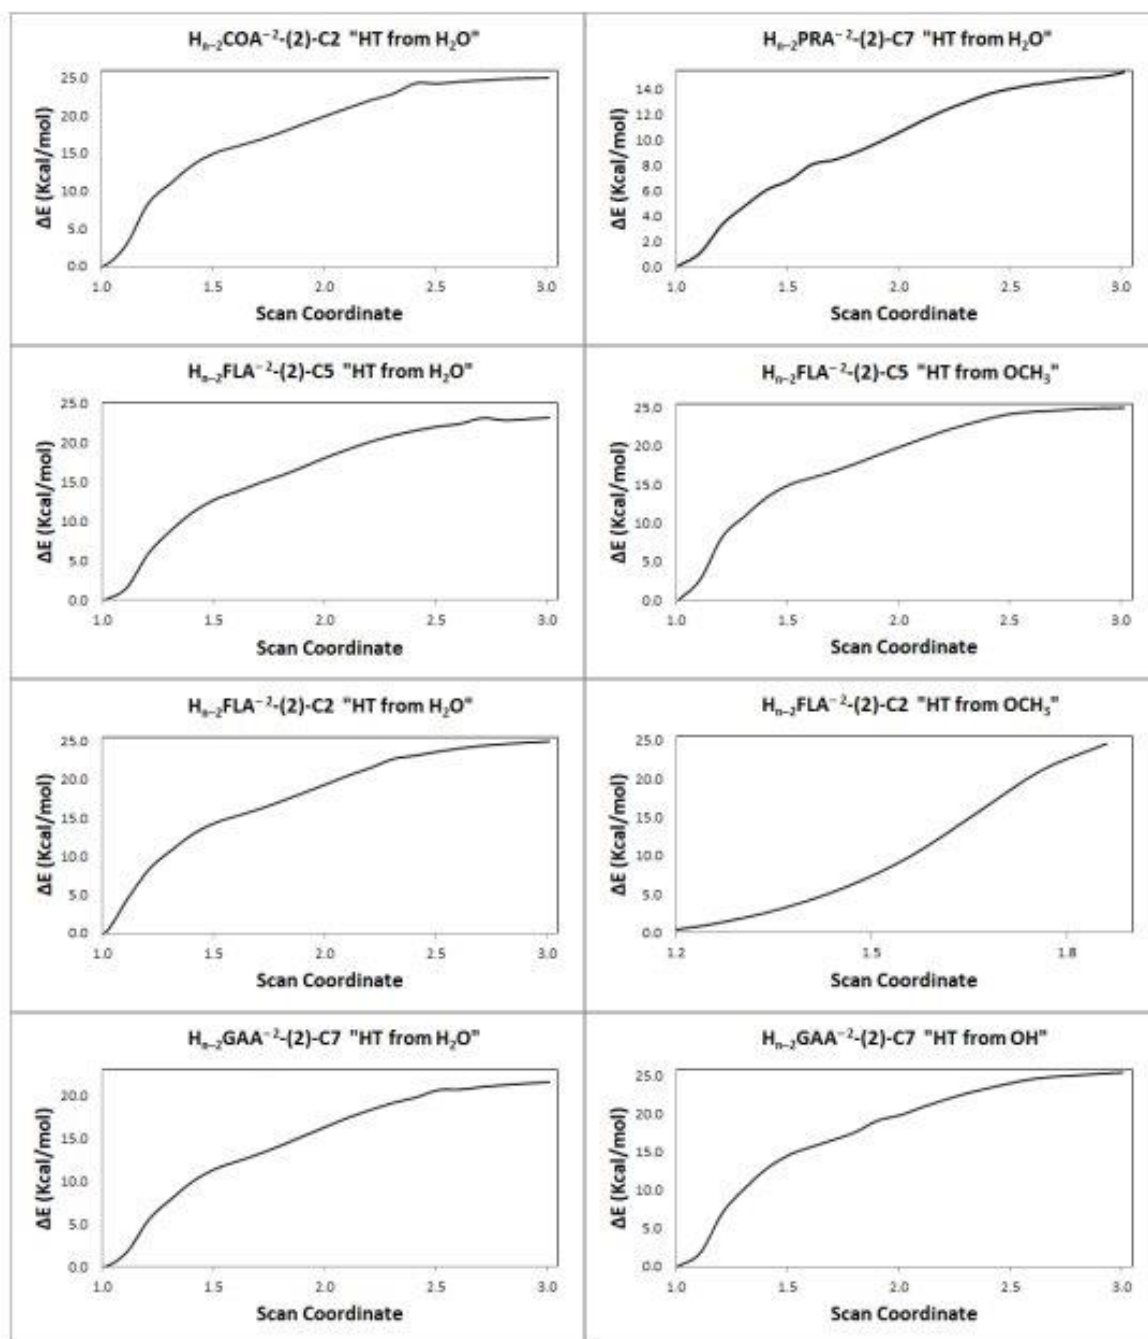 Hₙ₋₂COA⁻²-(2)-C2 "HT from H₂O"
25.0
20.0
15.0
10.0
5.0
0.0
ΔE (Kcal/mol)
1.0 1.5 2.0 2.5 3.0
Scan Coordinate
Hₙ₋₂PRA⁻²-(2)-C7 "HT from H₂O"
14.0
12.0
10.0
8.0
6.0
4.0
2.0
0.0
ΔE (Kcal/mol)
1.0 1.5 2.0 2.5 3.0
Scan Coordinate
Hₙ₋₂FLA⁻²-(2)-C5 "HT from H₂O"
25.0
20.0
15.0
10.0
5.0
0.0
ΔE (Kcal/mol)
1.0 1.5 2.0 2.5 3.0
Scan Coordinate
Hₙ₋₂FLA⁻²-(2)-C5 "HT from OCH₃"
25.0
20.0
15.0
10.0
5.0
0.0
ΔE (Kcal/mol)
1.0 1.5 2.0 2.5 3.0
Scan Coordinate
Hₙ₋₂FLA⁻²-(2)-C2 "HT from H₂O"
25.0
20.0
15.0
10.0
5.0
0.0
ΔE (Kcal/mol)
1.0 1.5 2.0 2.5 3.0
Scan Coordinate
Hₙ₋₂FLA⁻²-(2)-C2 "HT from OCH₃"
25.0
20.0
15.0
10.0
5.0
0.0
ΔE (Kcal/mol)
1.2 1.5 1.8
Scan Coordinate
Hₙ₋₂GAA⁻²-(2)-C7 "HT from H₂O"
20.0
15.0
10.0
5.0
0.0
ΔE (Kcal/mol)
1.0 1.5 2.0 2.5 3.0
Scan Coordinate
Hₙ₋₂GAA⁻²-(2)-C7 "HT from OH"
25.0
20.0
15.0
10.0
5.0
0.0
ΔE (Kcal/mol)
1.0 1.5 2.0 2.5 3.0
Scan Coordinate